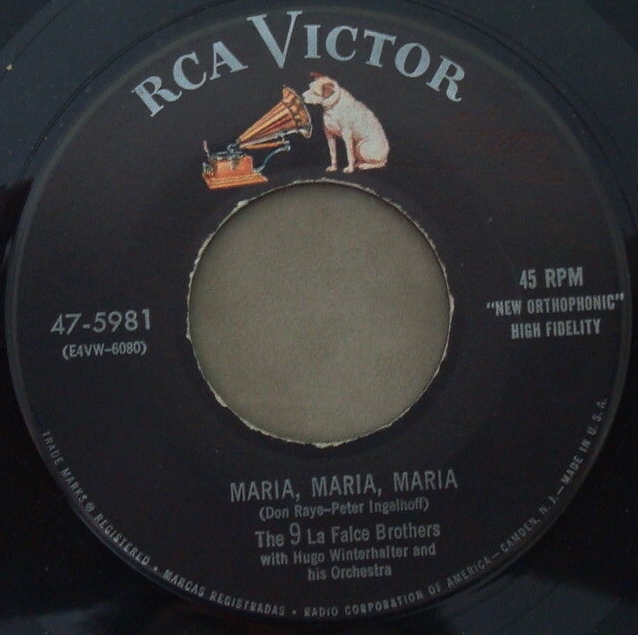 RCA VICTOR
47-5981
(E4VW-6080)
45 RPM
"NEW ORTHOPHONIC"
HIGH FIDELITY
MARIA, MARIA, MARIA
(Don Raye-Peter Ingelhoff)
The 9 La Falce Brothers
with Hugo Winterhalter and
his Orchestra
TRADE MARKS ® REGISTERED • MARCAS REGISTRADAS • RADIO CORPORATION OF AMERICA—CAMDEN, N. J.—MADE IN U. S. A.